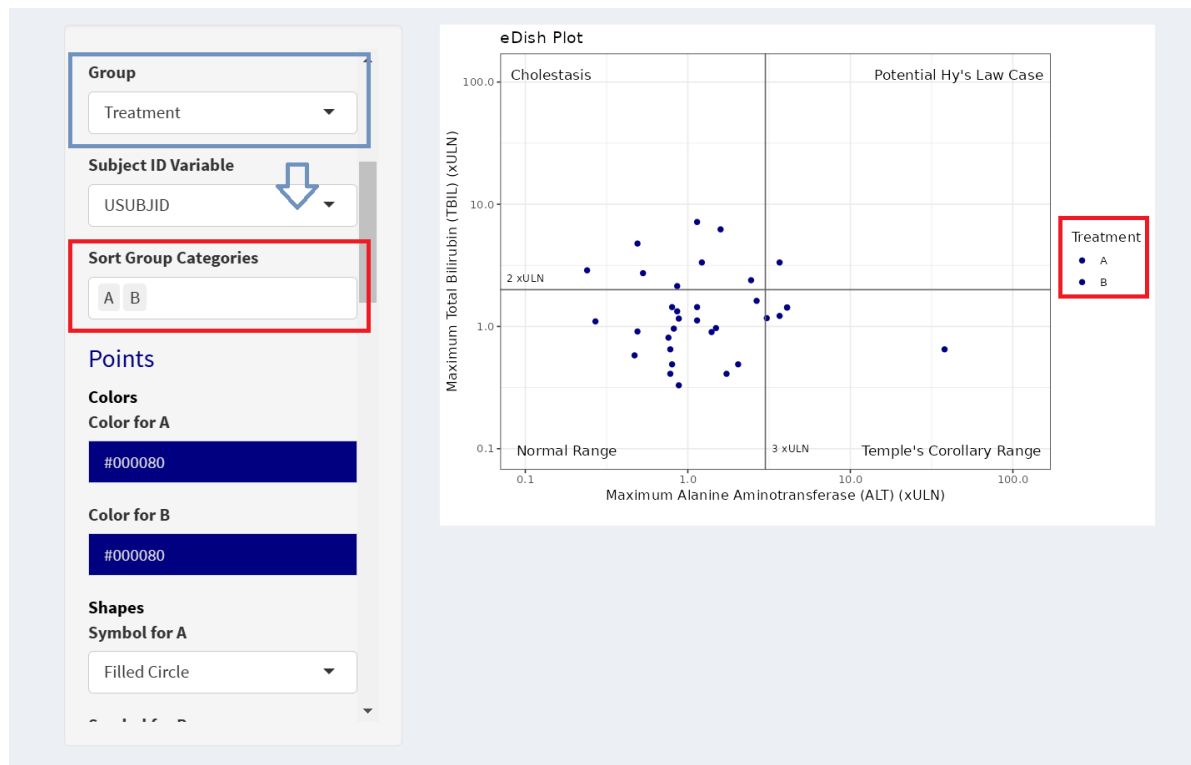 Group
Treatment
Subject ID Variable
USUBJID
Sort Group Categories
A B
Points
Colors
Color for A
#000080
Color for B
#000080
Shapes
Symbol for A
Filled Circle
eDish Plot
Cholestasis
Potential Hy's Law Case
100.0
10.0
1.0
0.1
Maximum Total Bilirubin (TBIL) (xULN)
2 xULN
Normal Range
3 xULN
Temple's Corollary Range
0.1 1.0 10.0 100.0
Maximum Alanine Aminotransferase (ALT) (xULN)
Treatment
A
B